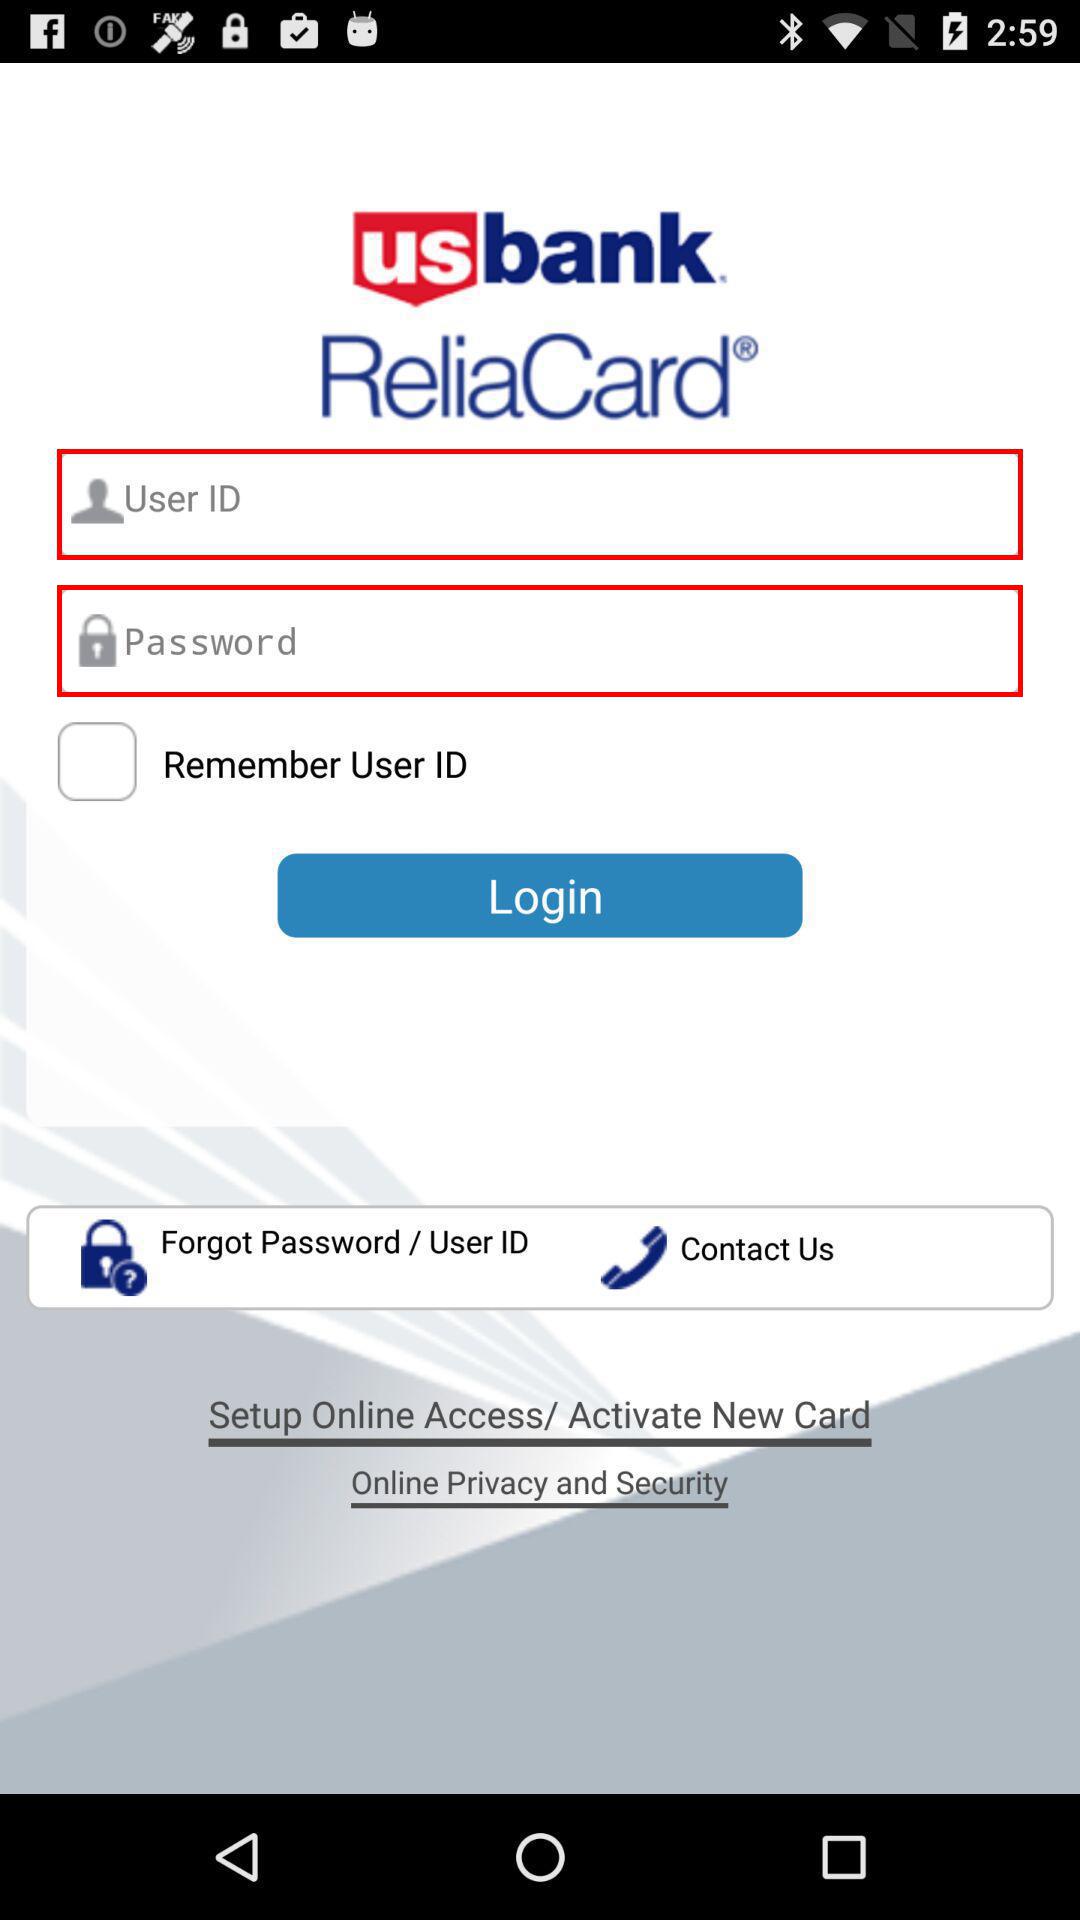 FAKE
2:59
usbank
ReliaCard®
User ID
Password
Remember User ID
Login
Forgot Password / User ID
Contact Us
Setup Online Access/ Activate New Card
Online Privacy and Security